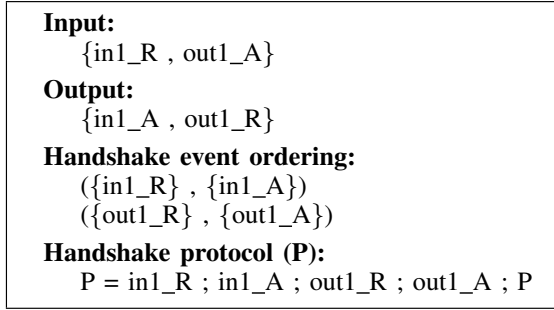 Input:
{in1_R , out1_A}
Output:
{in1_A , out1_R}
Handshake event ordering:
({in1_R} , {in1_A})
({out1_R} , {out1_A})
Handshake protocol (P):
P = in1_R ; in1_A ; out1_R ; out1_A ; P